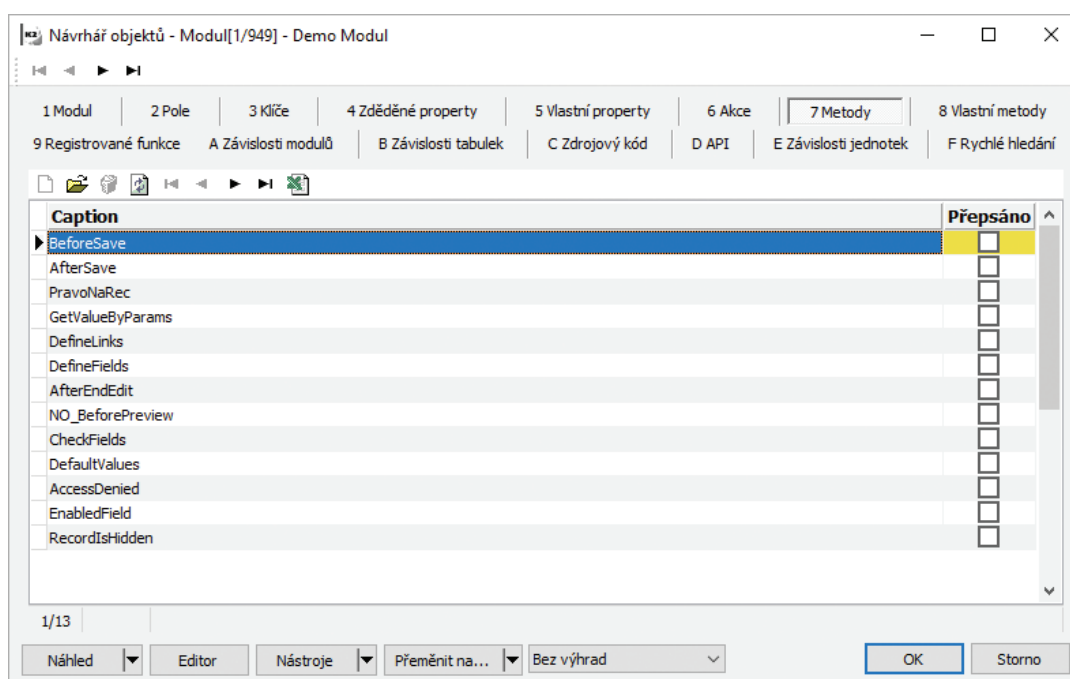 K2 Návrhář objektů - Modul[1/949] - Demo Modul
1 Modul 2 Pole 3 Klíče 4 Zděděné property 5 Vlastní property 6 Akce 7 Metody 8 Vlastní metody
9 Registrované funkce A Závislosti modulů B Závislosti tabulek C Zdrojový kód D API E Závislosti jednotek F Rychlé hledání
Caption Přepsáno
BeforeSave
AfterSave
PravoNaRec
GetValueByParams
DefineLinks
DefineFields
AfterEndEdit
NO_BeforePreview
CheckFields
DefaultValues
AccessDenied
EnabledField
RecordIsHidden
1/13
Náhled Editor Nástroje Přeměnit na... Bez výhrad OK Storno